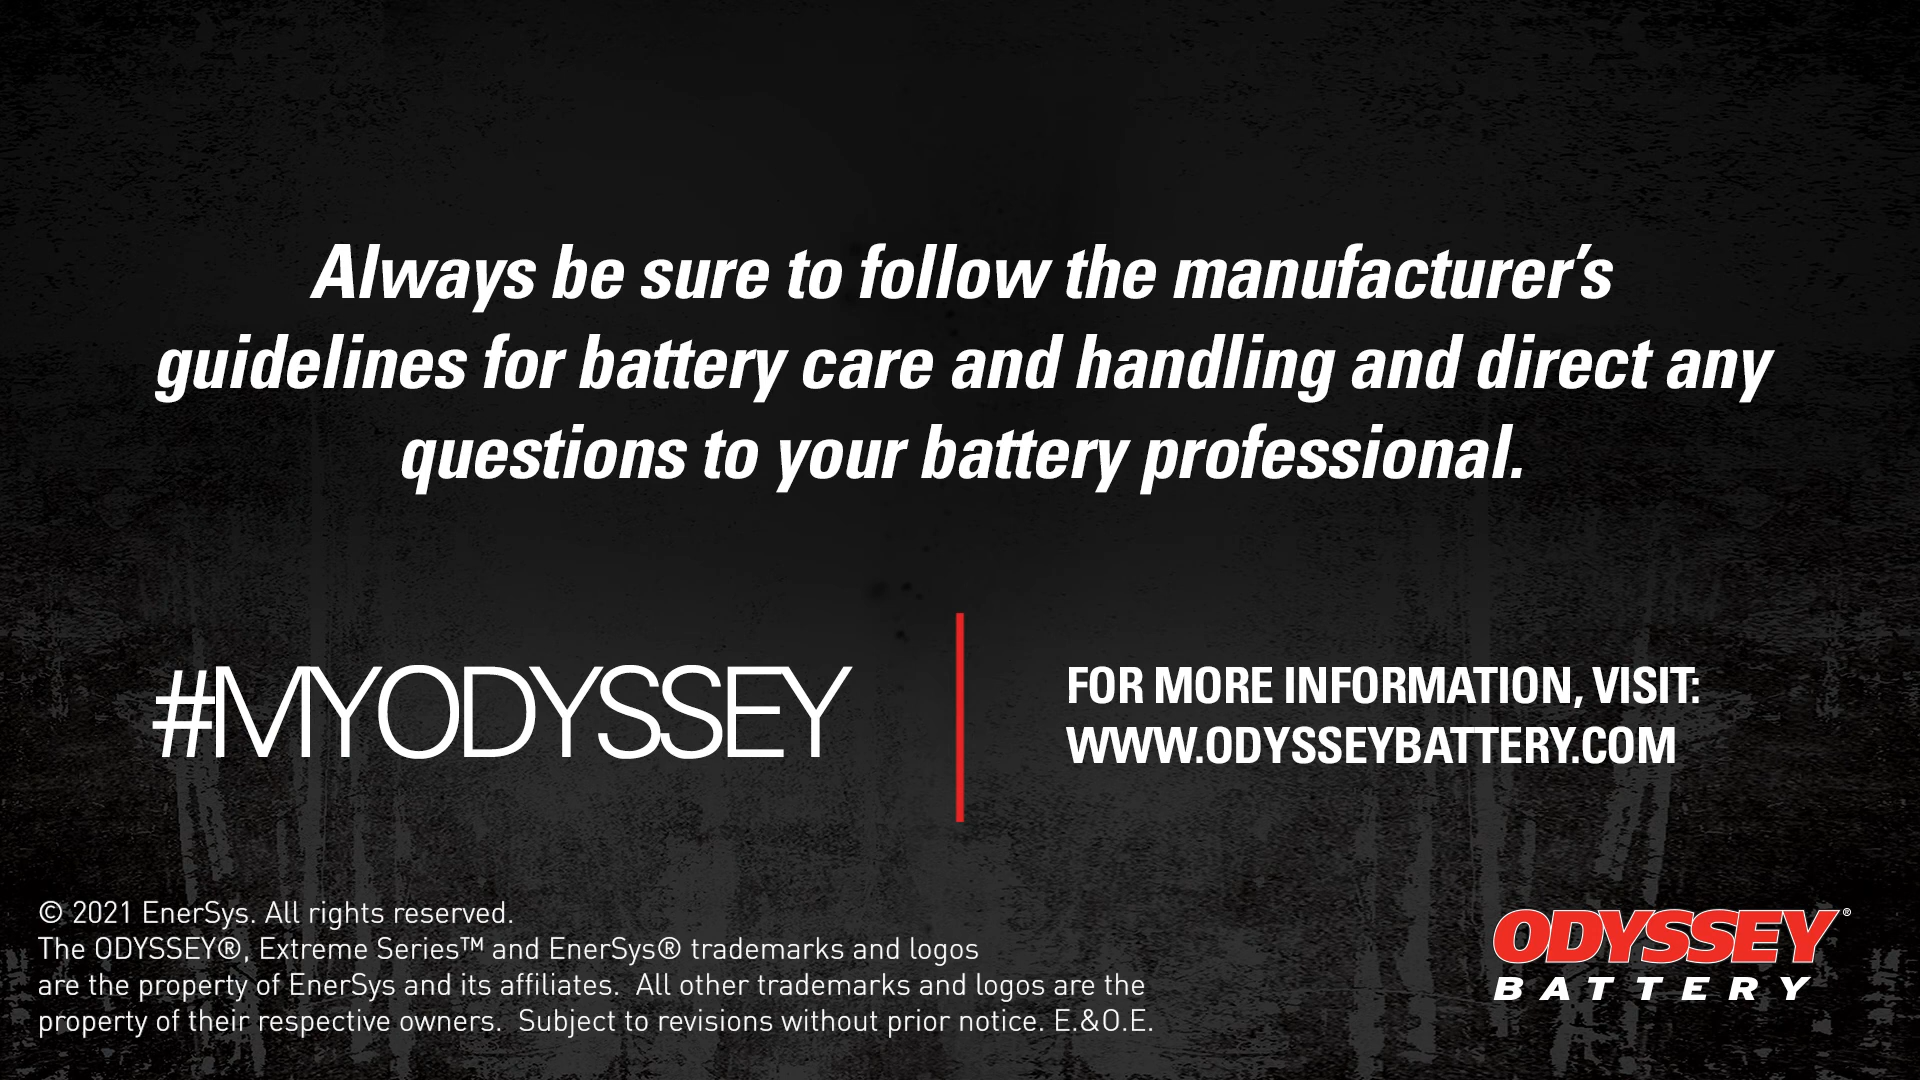 Always be sure to follow the manufacturer’s
guidelines for battery care and handling and direct any
questions to your battery professional.
#MYODYSSEY
FOR MORE INFORMATION, VISIT:
WWW.ODYSSEYBATTERY.COM
© 2021 EnerSys. All rights reserved.
The ODYSSEY®, Extreme Series™ and EnerSys® trademarks and logos
are the property of EnerSys and its affiliates.  All other trademarks and logos are the
property of their respective owners.  Subject to revisions without prior notice. E.&O.E.
ODYSSEY®
BATTERY